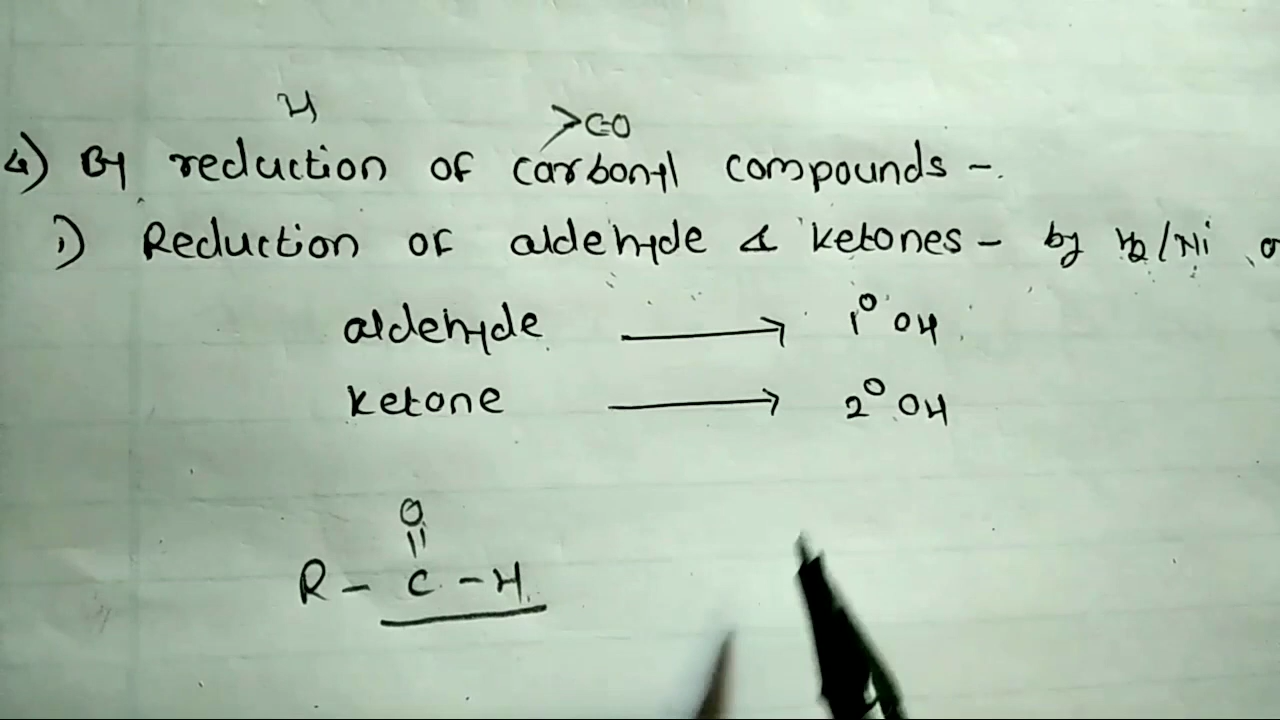 H
>C=O
4) By reduction of carbonyl compounds -.
i) Reduction of aldehyde & ketones - by H2/Ni o
aldehyde ⟶ 1° OH
ketone ⟶ 2° OH
O
||
R - C - H